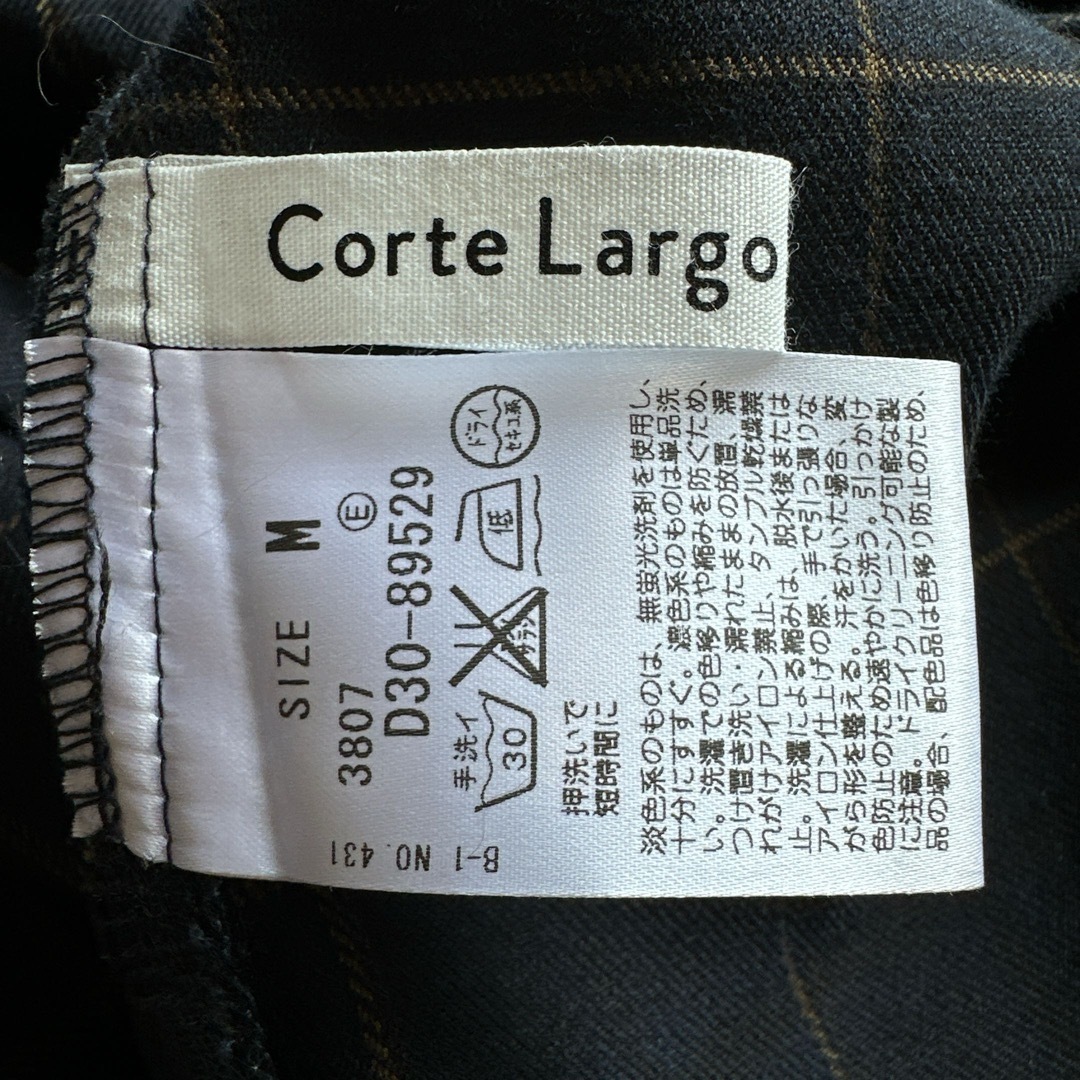 Corte Largo
SIZE M
3807 Ⓔ
D30-89529
手洗イ
30
エンソ
サラシ
低
ドライ
セキユ系
押洗いで
短時間に
淡色系のものは、無蛍光洗剤を使用し、
十分にすすぐ。濃色系のものは単品洗
い。洗濯での色移りや縮みを防ぐため、
つけ置き洗い・濡れたままの放置、濡
れがけアイロン禁止、タンブル乾燥禁
止。洗濯による縮みは、脱水後または
アイロン仕上げの際、手で引っ張りな
がら形を整える。汗をかいた場合、変
色防止のため速やかに洗う。引っかけ
に注意。ドライクリーニング可能な製
品の場合、配色品は色移り防止のため、
B-1 NO.431